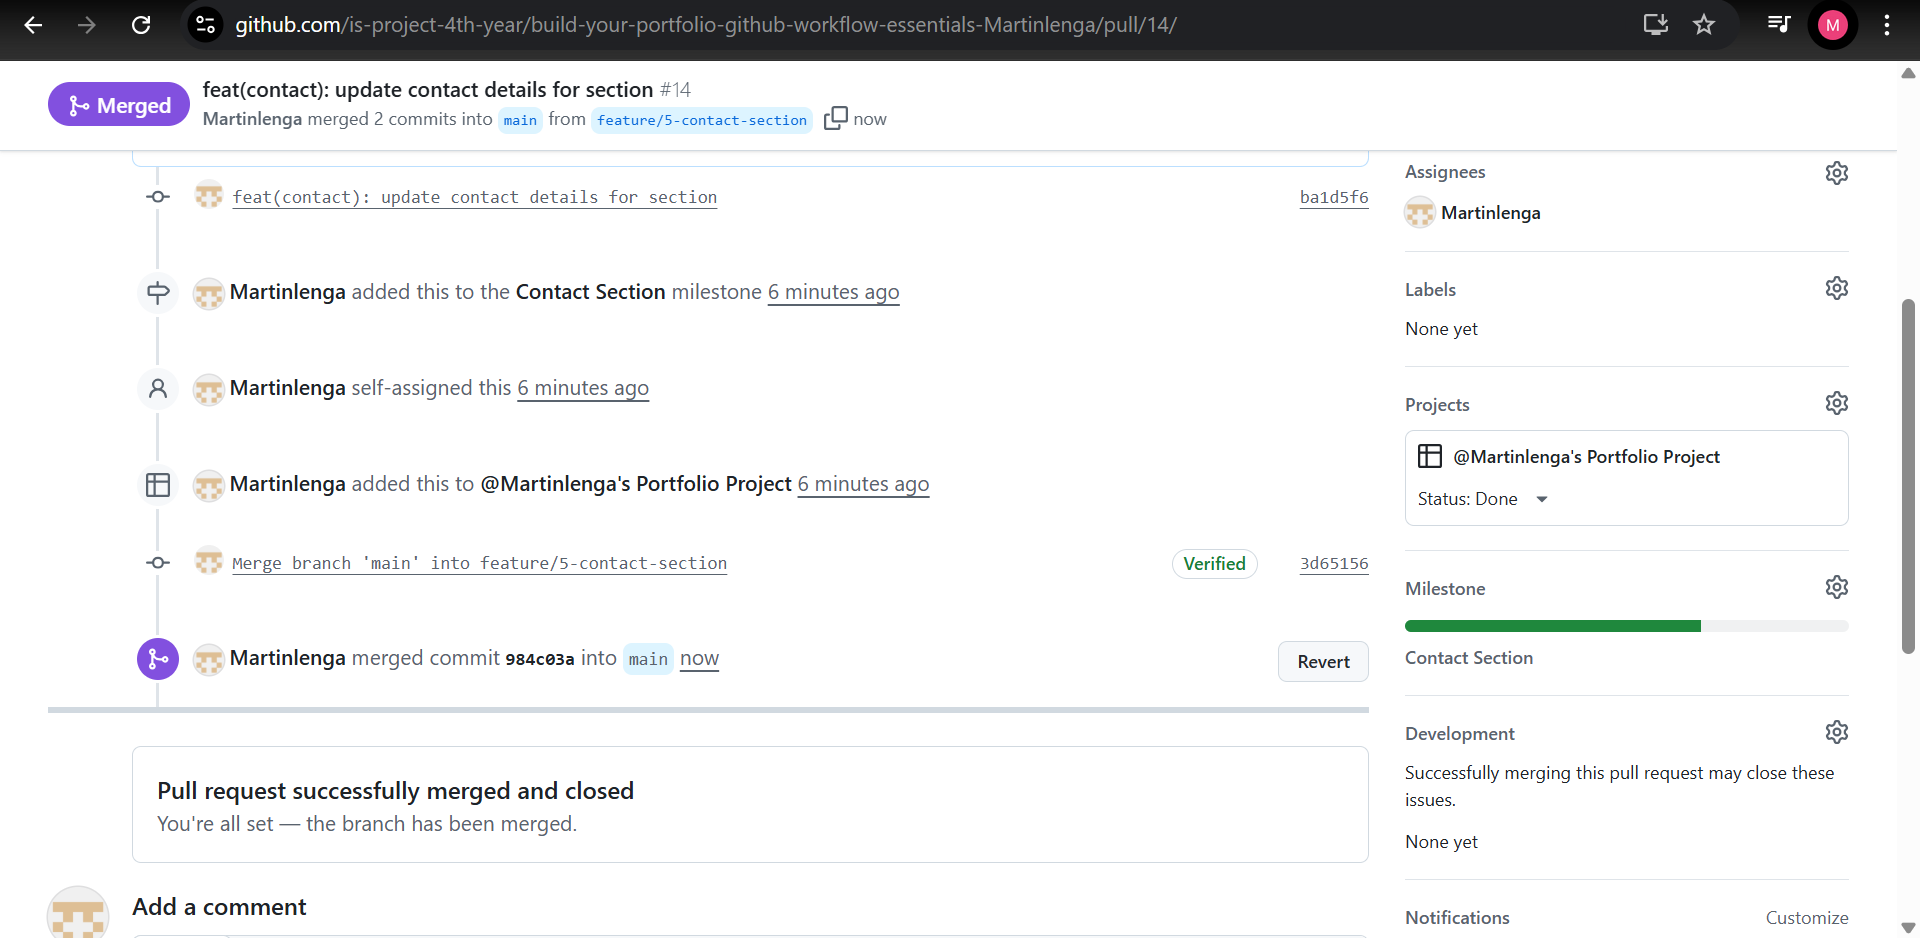 github.com/is-project-4th-year/build-your-portfolio-github-workflow-essentials-Martinlenga/pull/14/
M
Merged
feat(contact): update contact details for section #14
Martinlenga merged 2 commits into main from feature/5-contact-section now
feat(contact): update contact details for section ba1d5f6
Martinlenga added this to the Contact Section milestone 6 minutes ago
Martinlenga self-assigned this 6 minutes ago
Martinlenga added this to @Martinlenga's Portfolio Project 6 minutes ago
Merge branch 'main' into feature/5-contact-section Verified 3d65156
Martinlenga merged commit 984c03a into main now Revert
Pull request successfully merged and closed
You're all set — the branch has been merged.
Add a comment
Assignees
Martinlenga
Labels
None yet
Projects
@Martinlenga's Portfolio Project
Status: Done
Milestone
Contact Section
Development
Successfully merging this pull request may close these
issues.
None yet
Notifications Customize